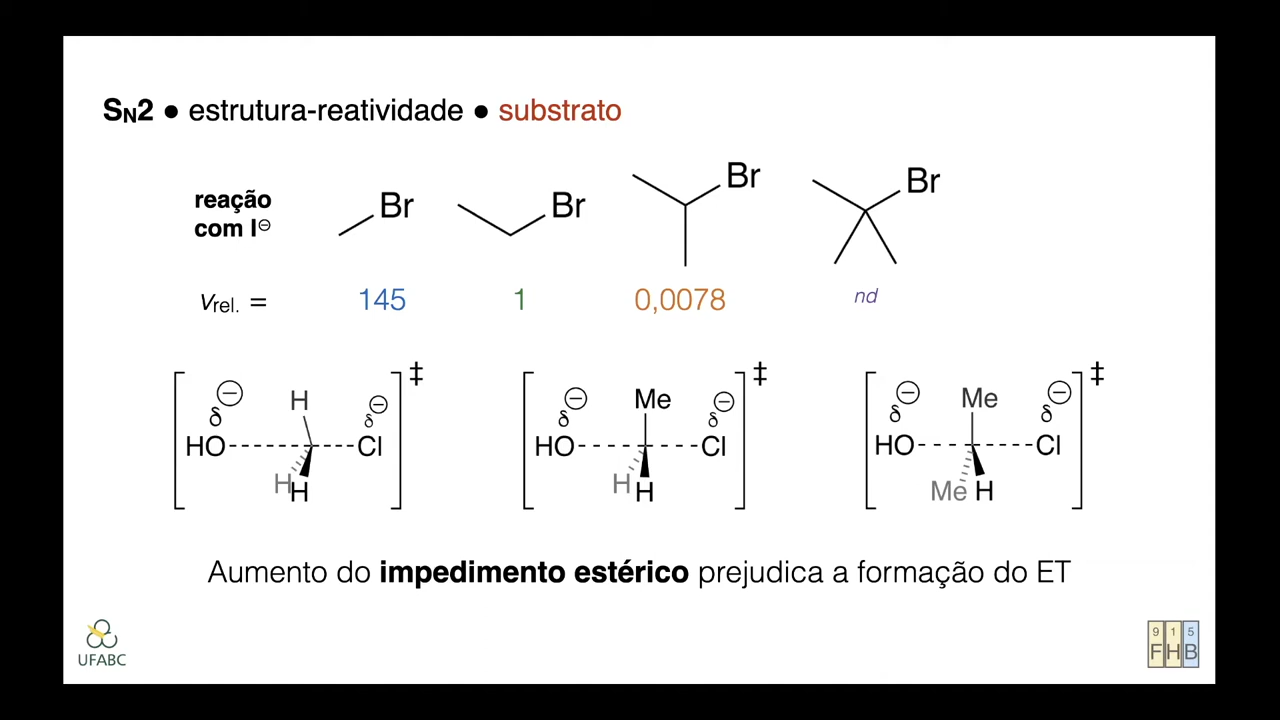 SN2 ● estrutura-reatividade ● substrato
reação
com I⊖
Br Br Br Br
vrel. = 145 1 0,0078 nd
[ δ ⊖ HO H H H Cl δ ⊖ ] ‡
[ δ ⊖ HO Me H H Cl δ ⊖ ] ‡
[ δ ⊖ HO Me Me H Cl δ ⊖ ] ‡
Aumento do impedimento estérico prejudica a formação do ET
UFABC
9 1 5
F H B